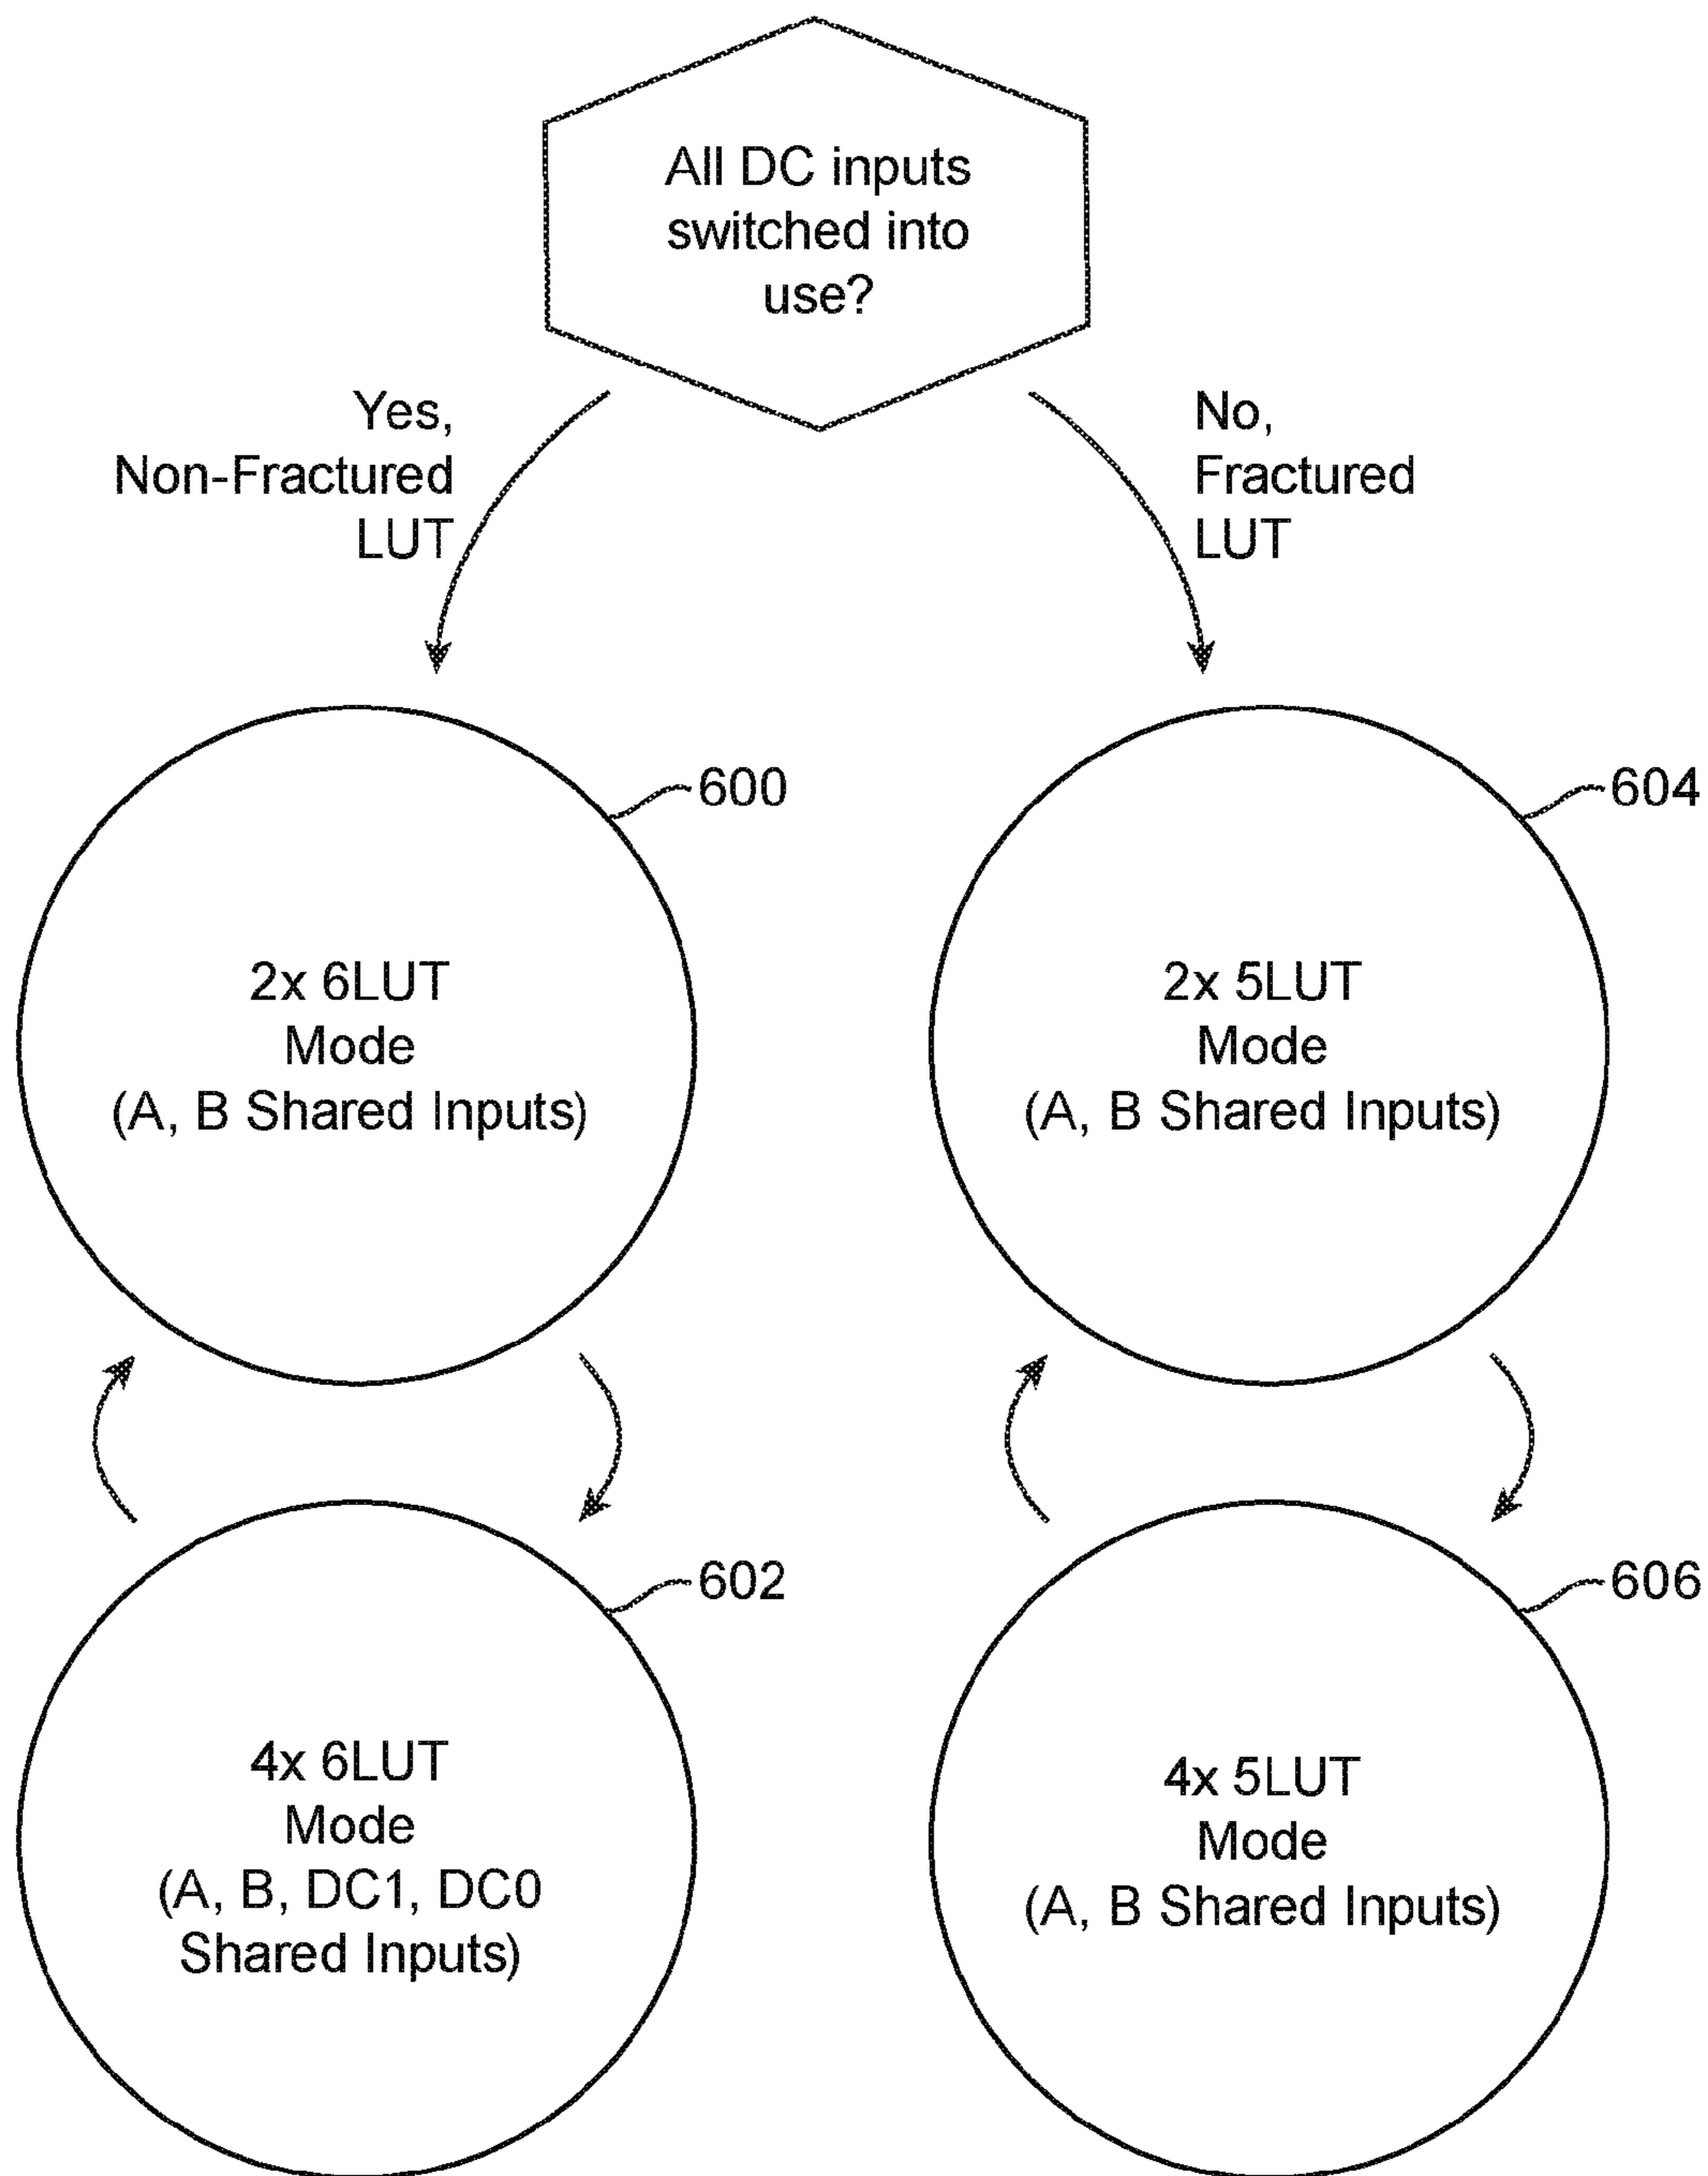 All DC inputs
switched into
use?
Yes,
Non-Fractured
LUT
No,
Fractured
LUT
600
2x 6LUT
Mode
(A, B Shared Inputs)
604
2x 5LUT
Mode
(A, B Shared Inputs)
602
4x 6LUT
Mode
(A, B, DC1, DC0
Shared Inputs)
606
4x 5LUT
Mode
(A, B Shared Inputs)